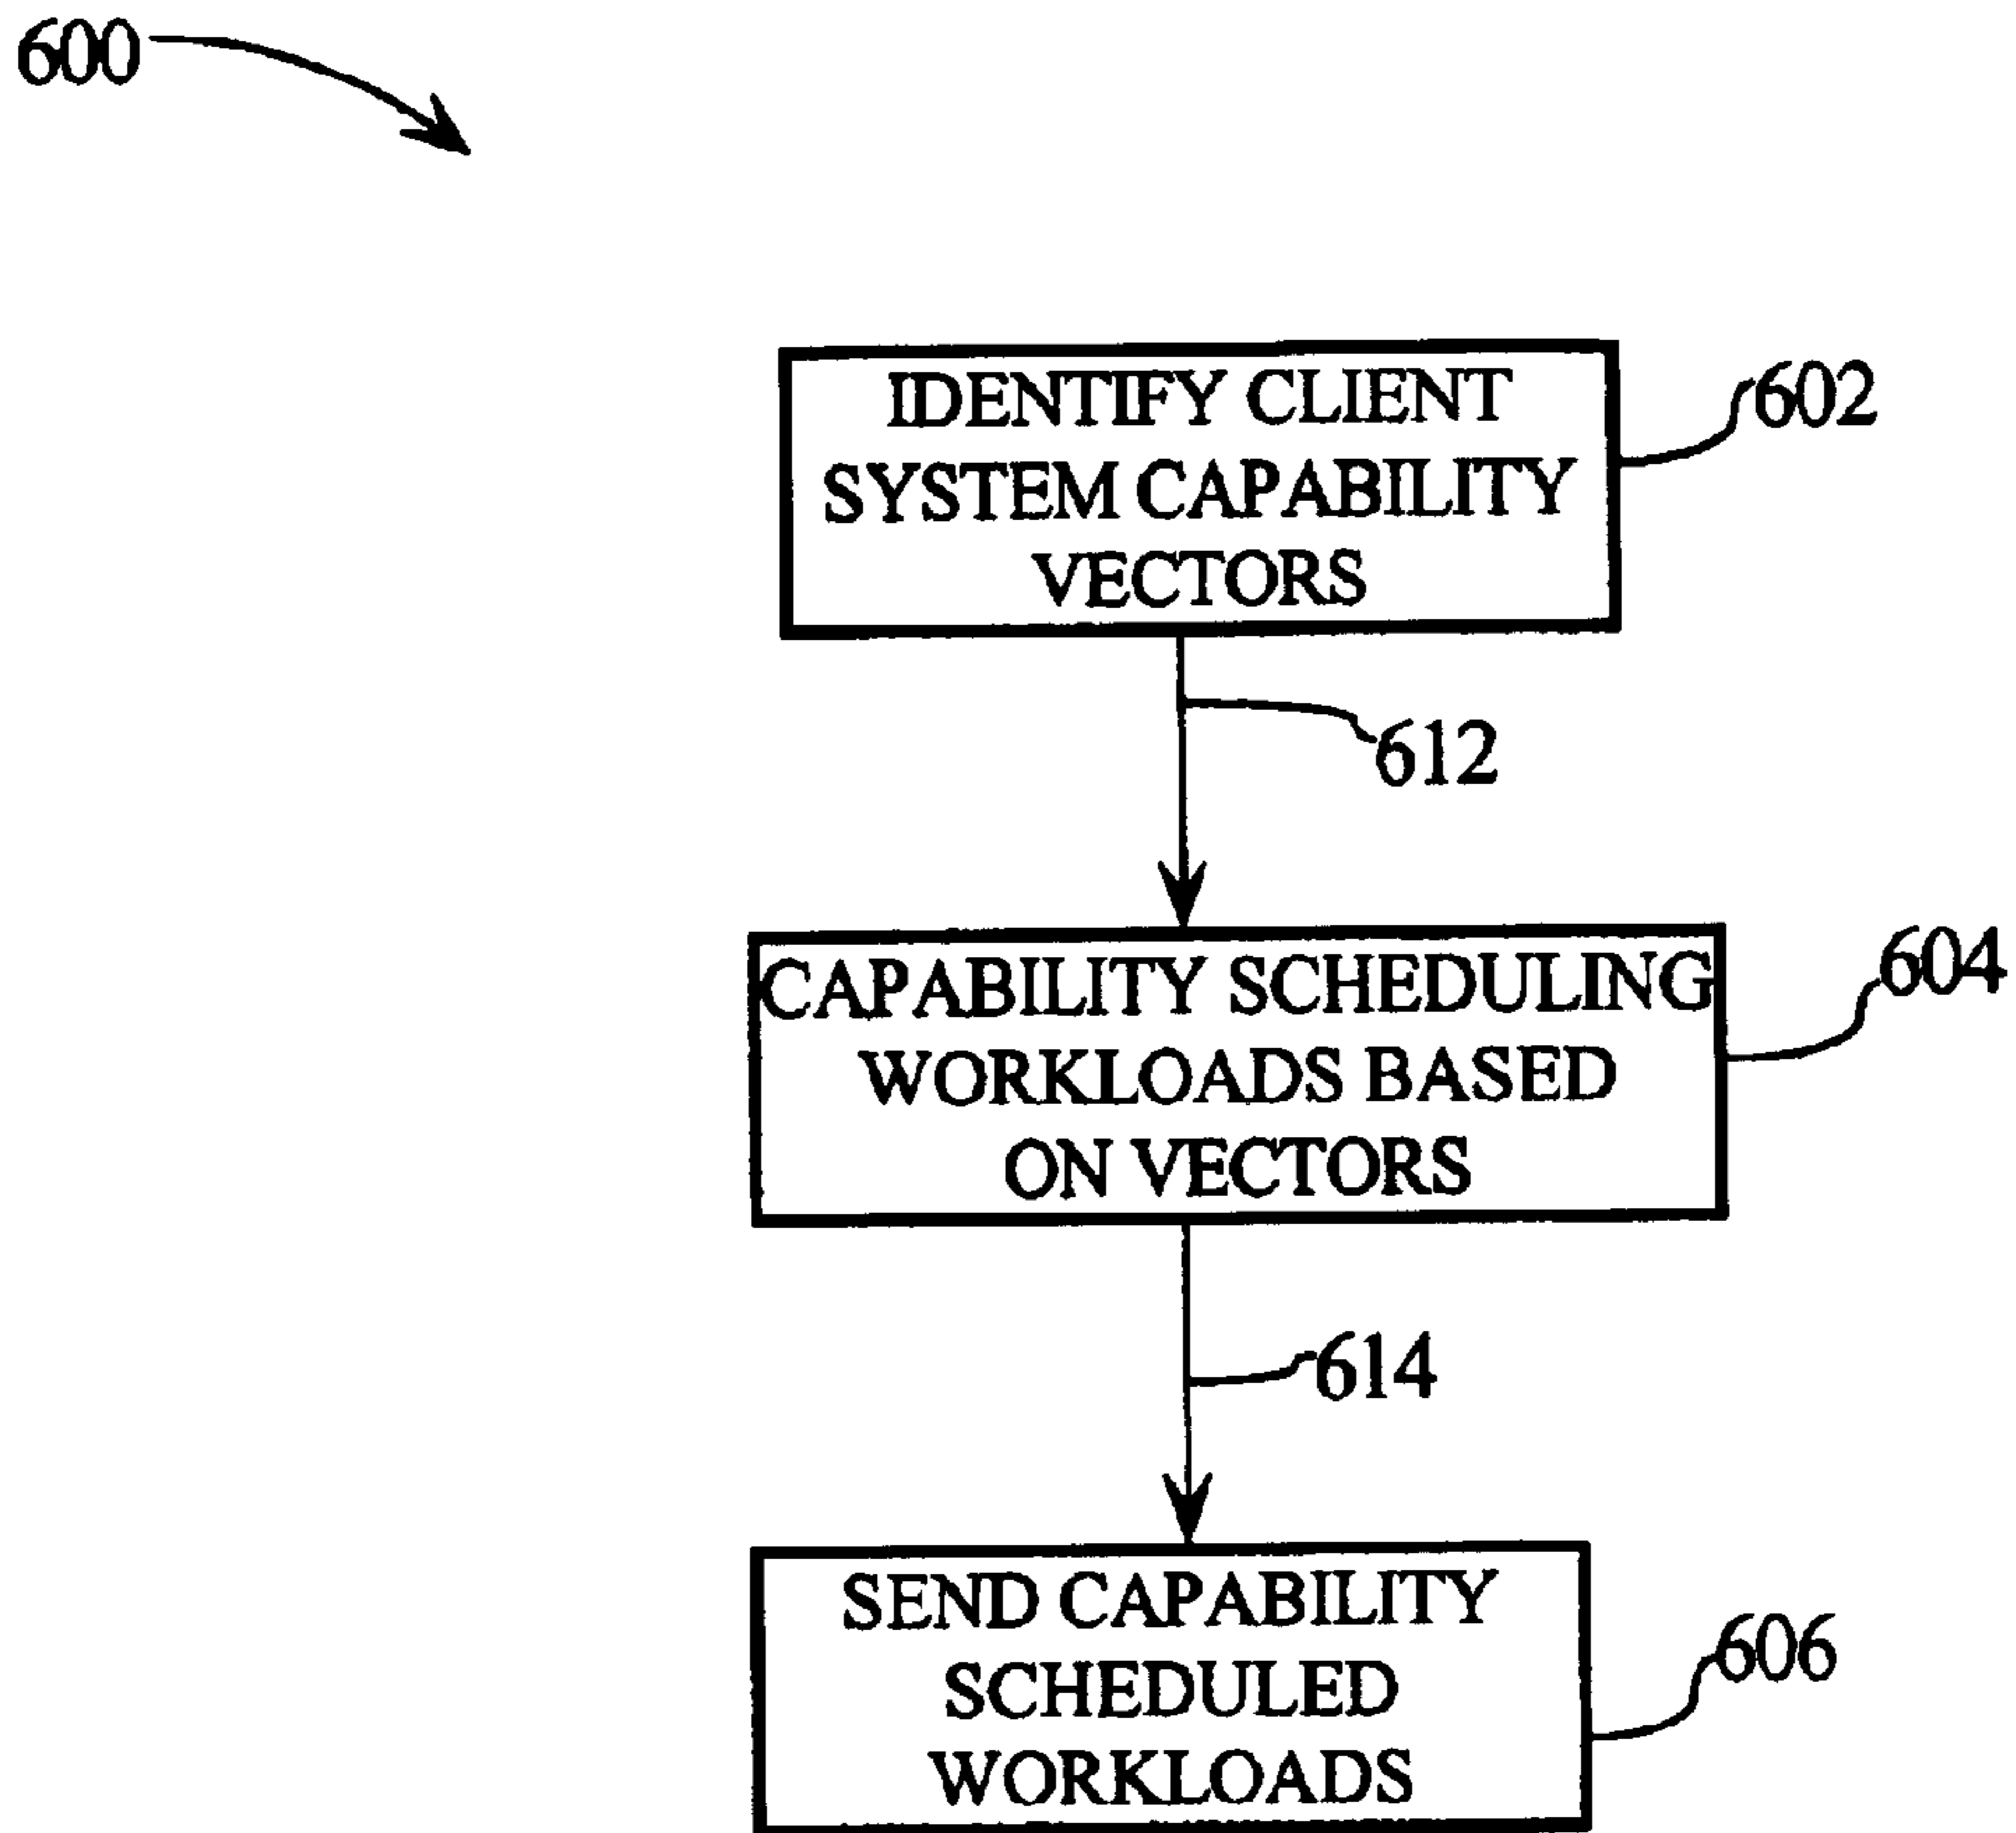 600
IDENTIFY CLIENT
SYSTEM CAPABILITY
VECTORS
602
612
CAPABILITY SCHEDULING
WORKLOADS BASED
ON VECTORS
604
614
SEND CAPABILITY
SCHEDULED
WORKLOADS
606